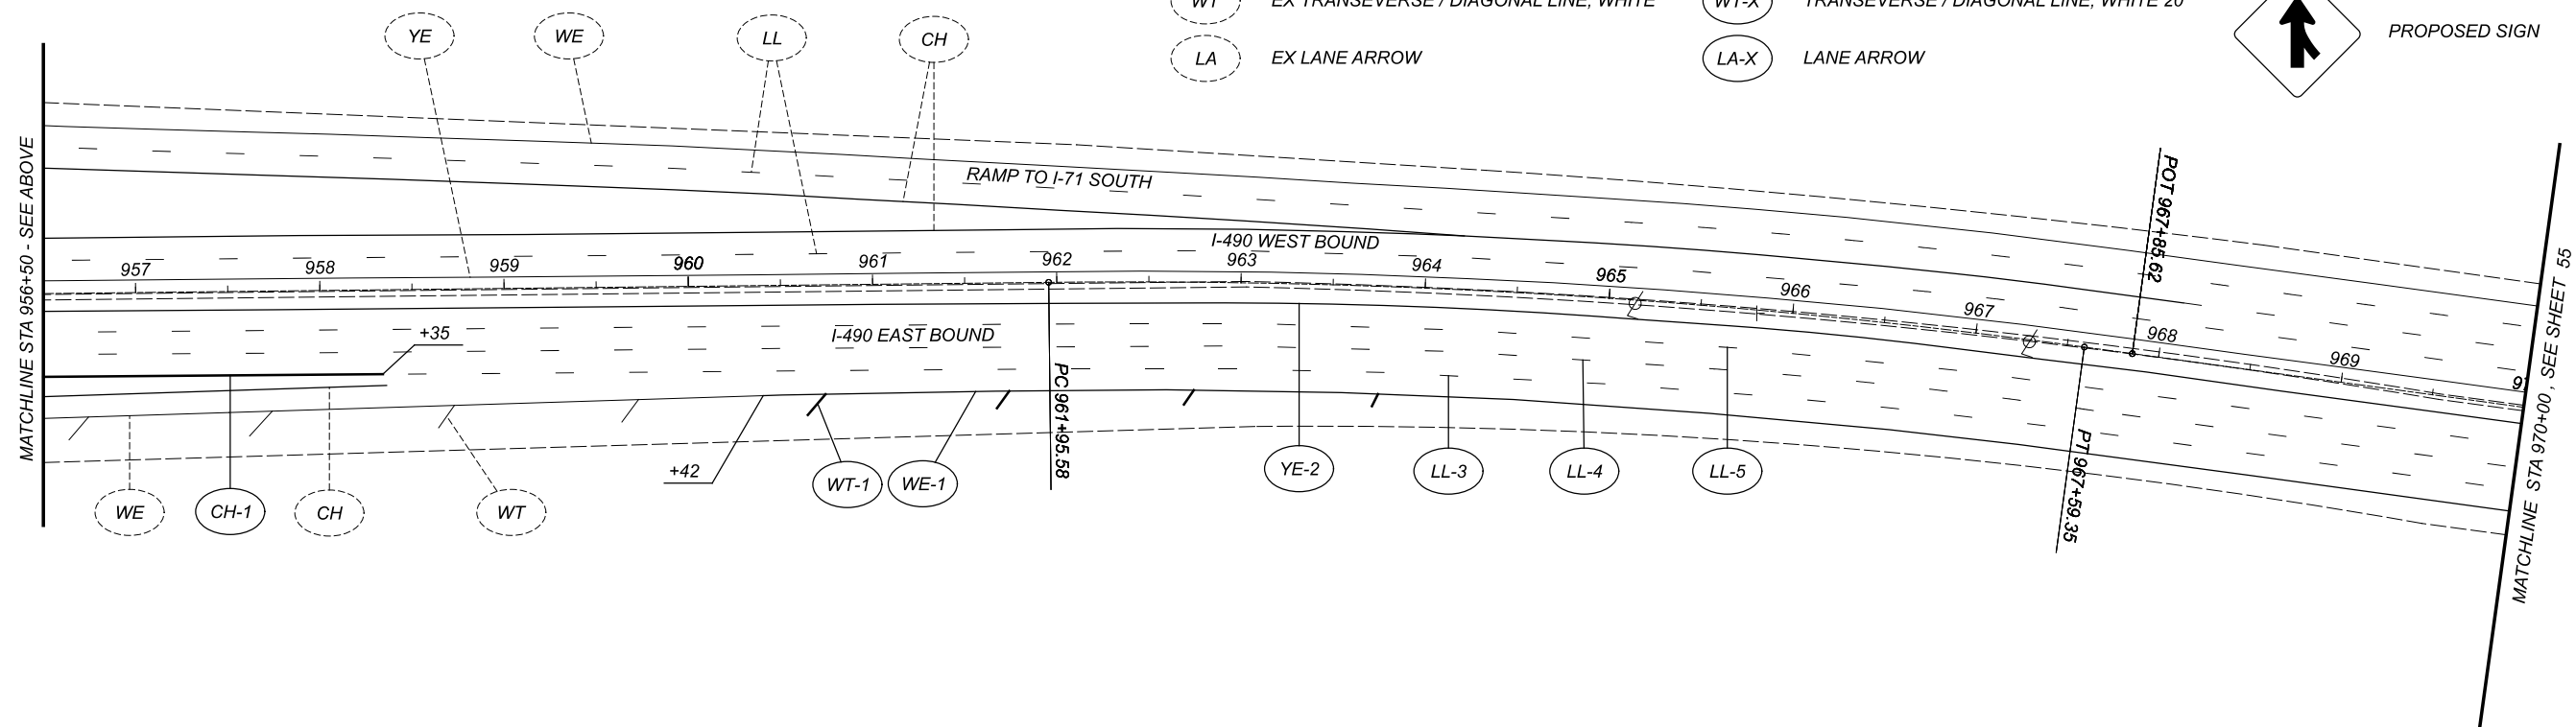 WT EX TRANSEVERSE / DIAGONAL LINE, WHITE WT-X TRANSEVERSE / DIAGONAL LINE, WHITE 20
LA EX LANE ARROW LA-X LANE ARROW
PROPOSED SIGN
YE WE LL CH
MATCHLINE STA 956+50 - SEE ABOVE
RAMP TO I-71 SOUTH
I-490 WEST BOUND
957 958 959 960 961 962 963 964 965 966 967 968 969
I-490 EAST BOUND
+35
+42
PC 961+95.58
POT 967+85.62
PT 967+59.35
MATCHLINE STA 970+00 , SEE SHEET 55
WE CH-1 CH WT WT-1 WE-1 YE-2 LL-3 LL-4 LL-5